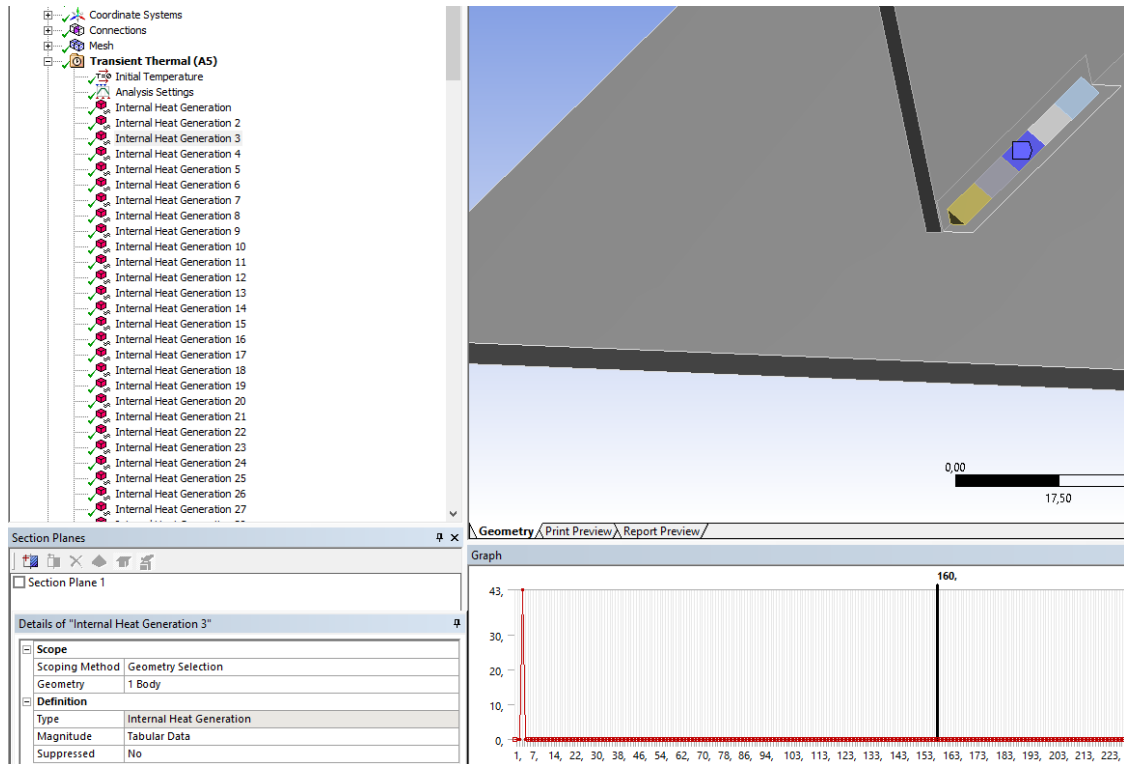 Coordinate Systems
Connections
Mesh
Transient Thermal (A5)
Initial Temperature
Analysis Settings
Internal Heat Generation
Internal Heat Generation 2
Internal Heat Generation 3
Internal Heat Generation 4
Internal Heat Generation 5
Internal Heat Generation 6
Internal Heat Generation 7
Internal Heat Generation 8
Internal Heat Generation 9
Internal Heat Generation 10
Internal Heat Generation 11
Internal Heat Generation 12
Internal Heat Generation 13
Internal Heat Generation 14
Internal Heat Generation 15
Internal Heat Generation 16
Internal Heat Generation 17
Internal Heat Generation 18
Internal Heat Generation 19
Internal Heat Generation 20
Internal Heat Generation 21
Internal Heat Generation 22
Internal Heat Generation 23
Internal Heat Generation 24
Internal Heat Generation 25
Internal Heat Generation 26
Internal Heat Generation 27
Section Planes
Section Plane 1
Details of "Internal Heat Generation 3"
Scope
Scoping Method Geometry Selection
Geometry 1 Body
Definition
Type Internal Heat Generation
Magnitude Tabular Data
Suppressed No
0,00
17,50
Geometry Print Preview Report Preview
Graph
160,
43,
30,
20,
10,
0,
1, 7, 14, 22, 30, 38, 46, 54, 62, 70, 78, 86, 94, 103, 113, 123, 133, 143, 153, 163, 173, 183, 193, 203, 213, 223,